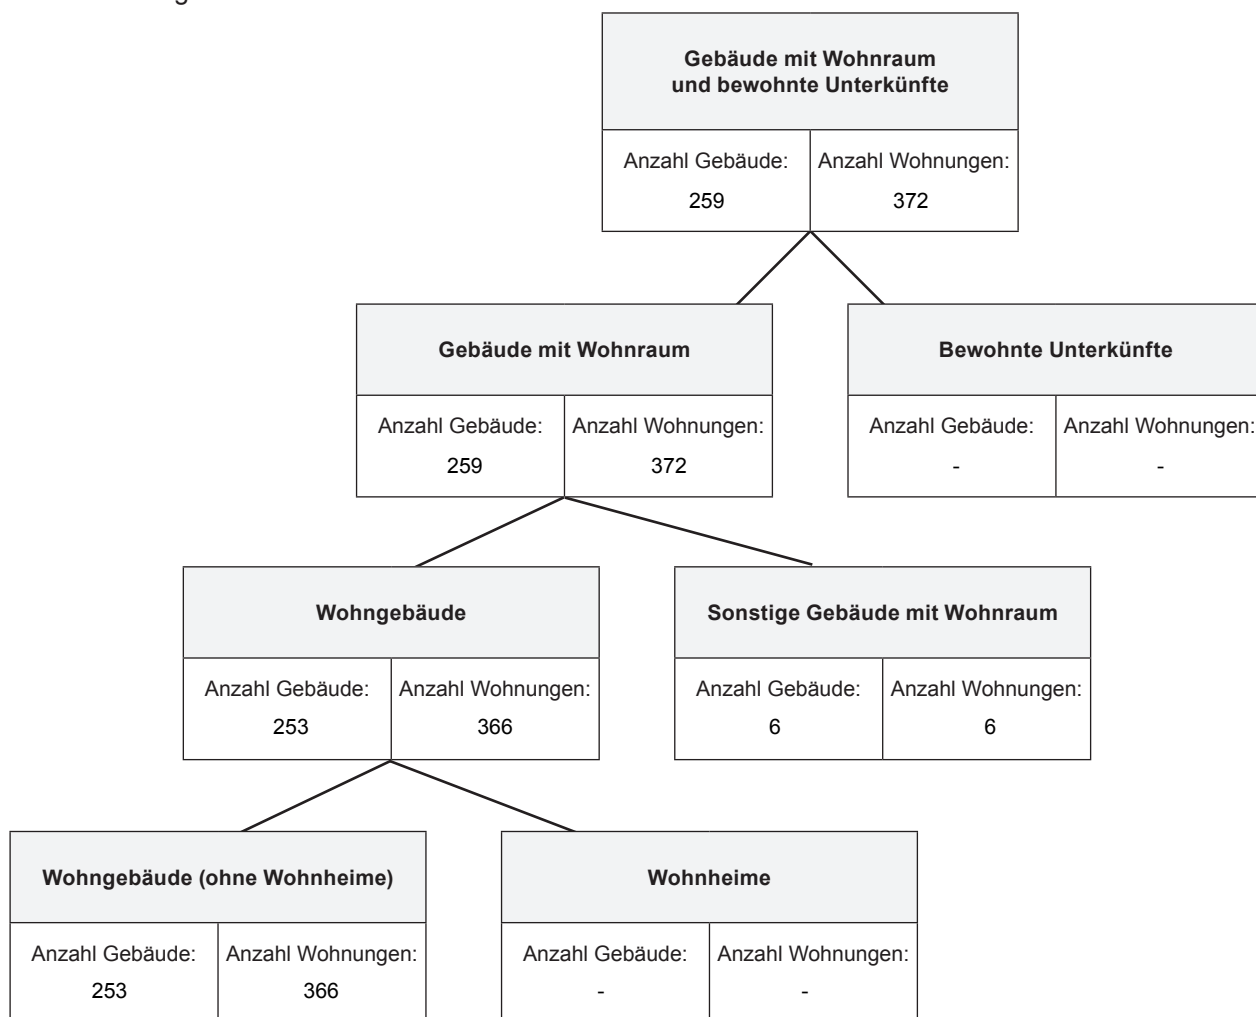 Gebäude mit Wohnraum
und bewohnte Unterkünfte
Anzahl Gebäude: Anzahl Wohnungen:
259 372
Gebäude mit Wohnraum
Anzahl Gebäude: Anzahl Wohnungen:
259 372
Bewohnte Unterkünfte
Anzahl Gebäude: Anzahl Wohnungen:
- -
Wohngebäude
Anzahl Gebäude: Anzahl Wohnungen:
253 366
Sonstige Gebäude mit Wohnraum
Anzahl Gebäude: Anzahl Wohnungen:
6 6
Wohngebäude (ohne Wohnheime)
Anzahl Gebäude: Anzahl Wohnungen:
253 366
Wohnheime
Anzahl Gebäude: Anzahl Wohnungen:
- -